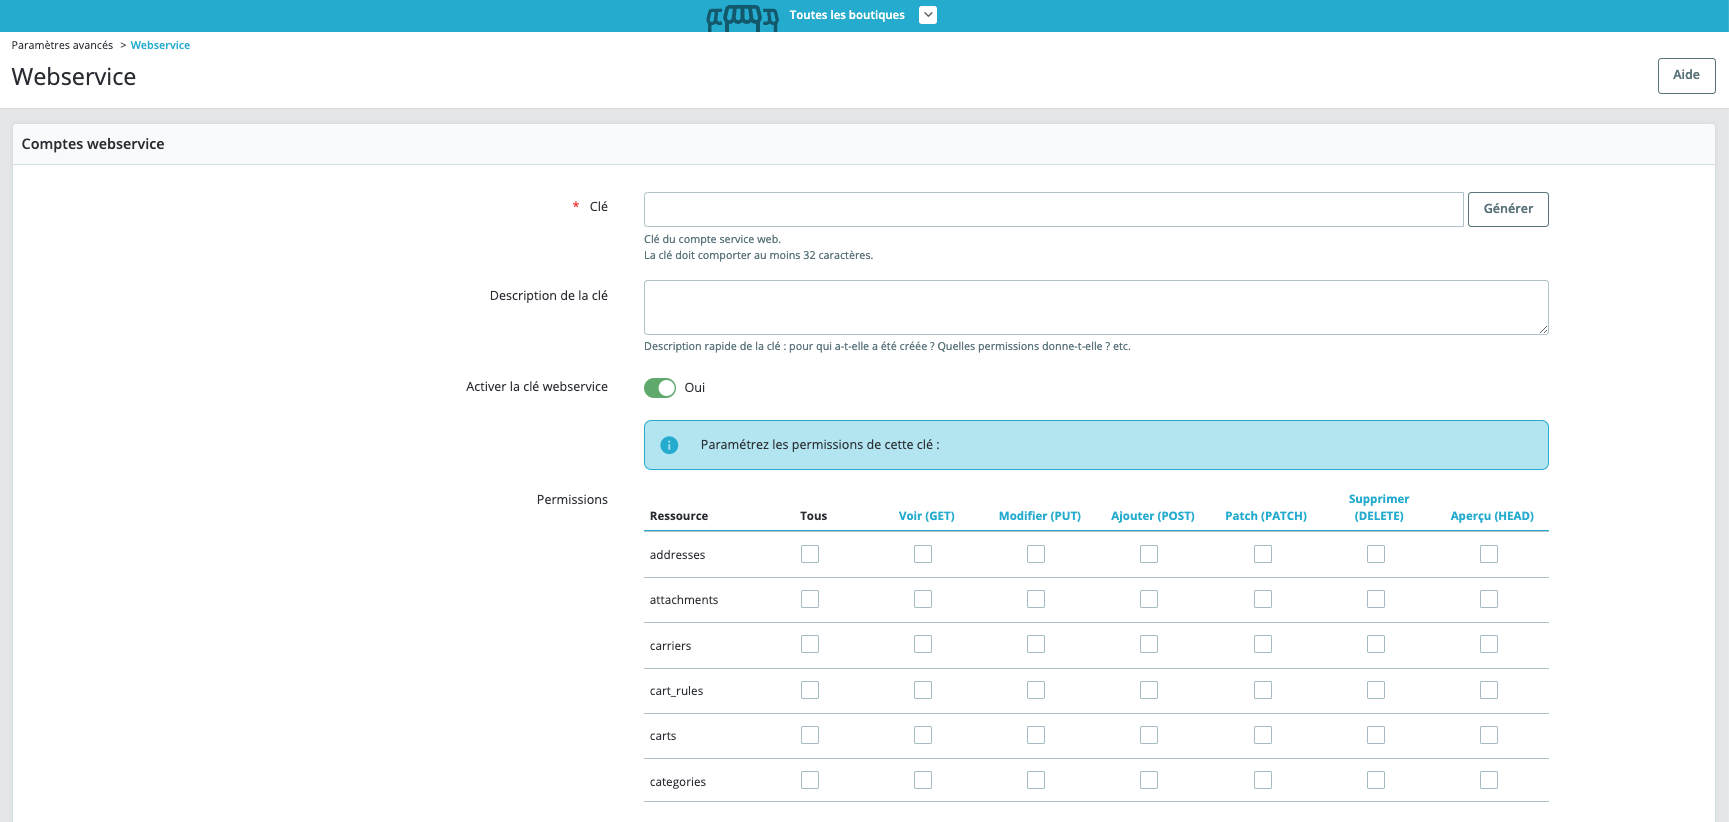 Toutes les boutiques
Paramètres avancés > Webservice
Webservice
Aide
Comptes webservice
* Clé
Générer
Clé du compte service web.
La clé doit comporter au moins 32 caractères.
Description de la clé
Description rapide de la clé : pour qui a-t-elle a été créée ? Quelles permissions donne-t-elle ? etc.
Activer la clé webservice
Oui
Paramétrez les permissions de cette clé :
Permissions
Ressource Tous Voir (GET) Modifier (PUT) Ajouter (POST) Patch (PATCH) Supprimer (DELETE) Aperçu (HEAD)
addresses
attachments
carriers
cart_rules
carts
categories